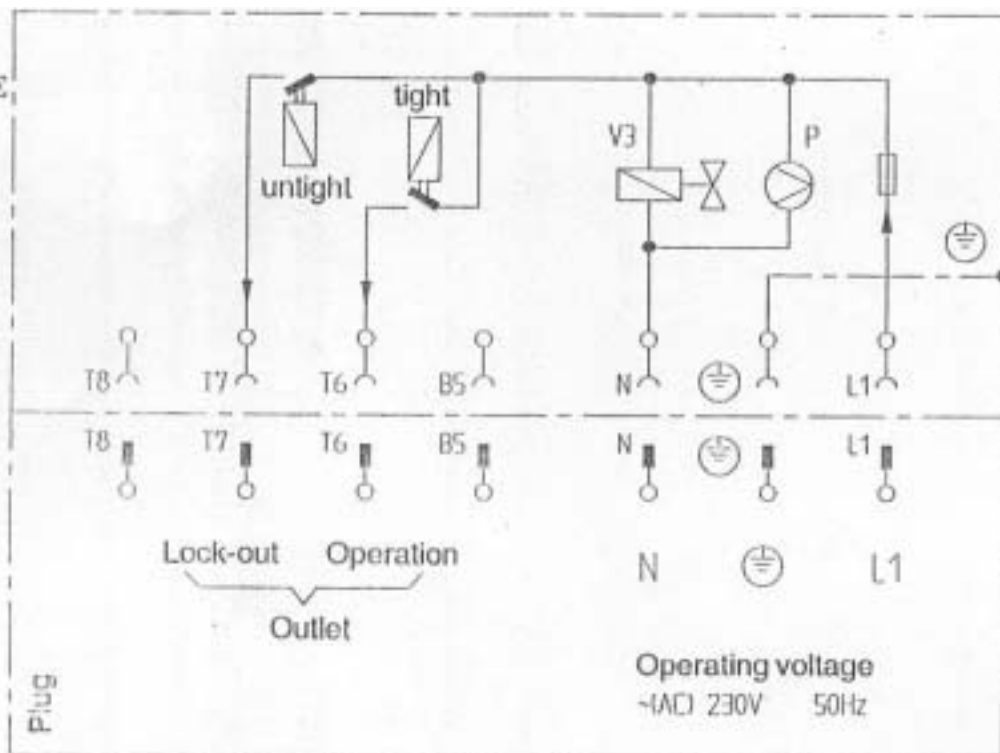 tight
V3
P
untight
T8 T7 T6 B5 N L1
T8 T7 T6 B5 N L1
Lock-out Operation N L1
Outlet
Operating voltage
~(AC) 230V 50Hz
Plug